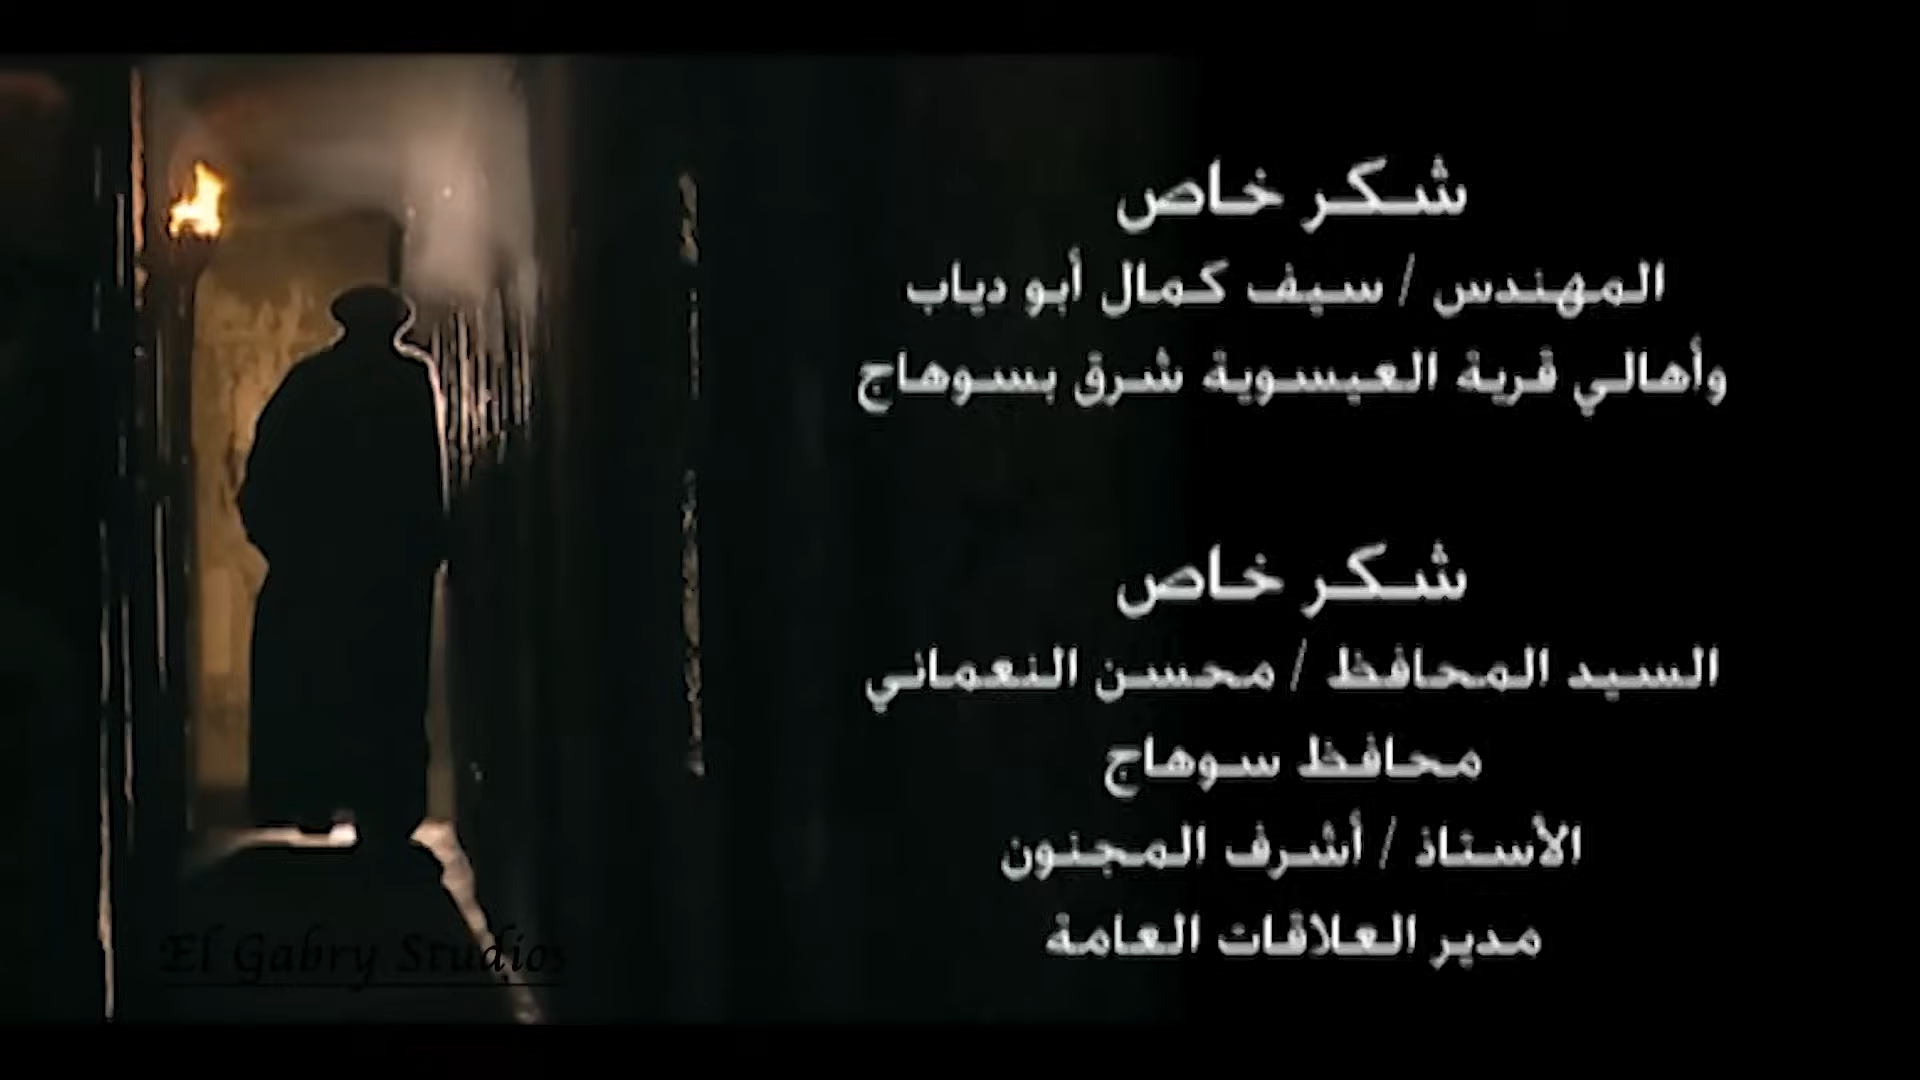 شكر خاص
المهندس / سيف كمال أبو دياب
وأهالي قرية العيسوية شرق بسوهاج
شكر خاص
السيد المحافظ / محسن النعماني
محافظ سوهاج
الأستاذ / أشرف المجنون
مدير العلاقات العامة
El Gabry Studios